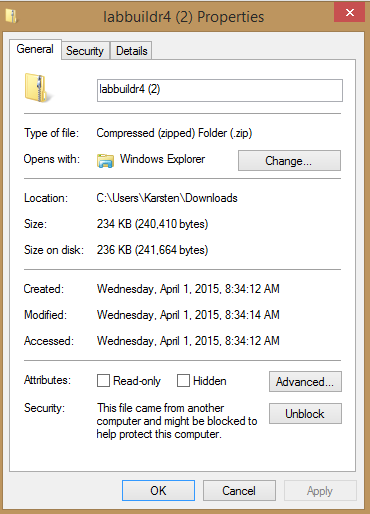 labbuildr4 (2) Properties
General Security Details
labbuildr4 (2)
Type of file: Compressed (zipped) Folder (.zip)
Opens with: Windows Explorer Change...
Location: C:\Users\Karsten\Downloads
Size: 234 KB (240,410 bytes)
Size on disk: 236 KB (241,664 bytes)
Created: Wednesday, April 1, 2015, 8:34:12 AM
Modified: Wednesday, April 1, 2015, 8:34:14 AM
Accessed: Wednesday, April 1, 2015, 8:34:12 AM
Attributes: Read-only Hidden Advanced...
Security: This file came from another
computer and might be blocked to
help protect this computer.
Unblock
OK Cancel Apply